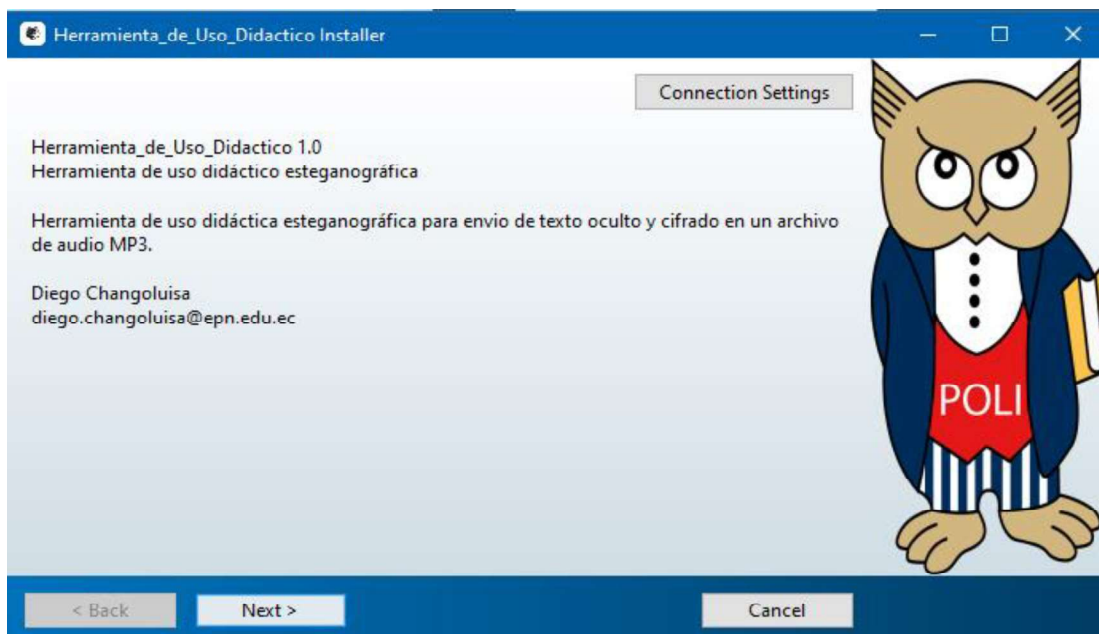 Herramienta_de_Uso_Didactico Installer
Connection Settings
Herramienta_de_Uso_Didactico 1.0
Herramienta de uso didáctico esteganográfica
Herramienta de uso didáctica esteganográfica para envio de texto oculto y cifrado en un archivo
de audio MP3.
Diego Changoluisa
diego.changoluisa@epn.edu.ec
POLI
< Back
Next >
Cancel